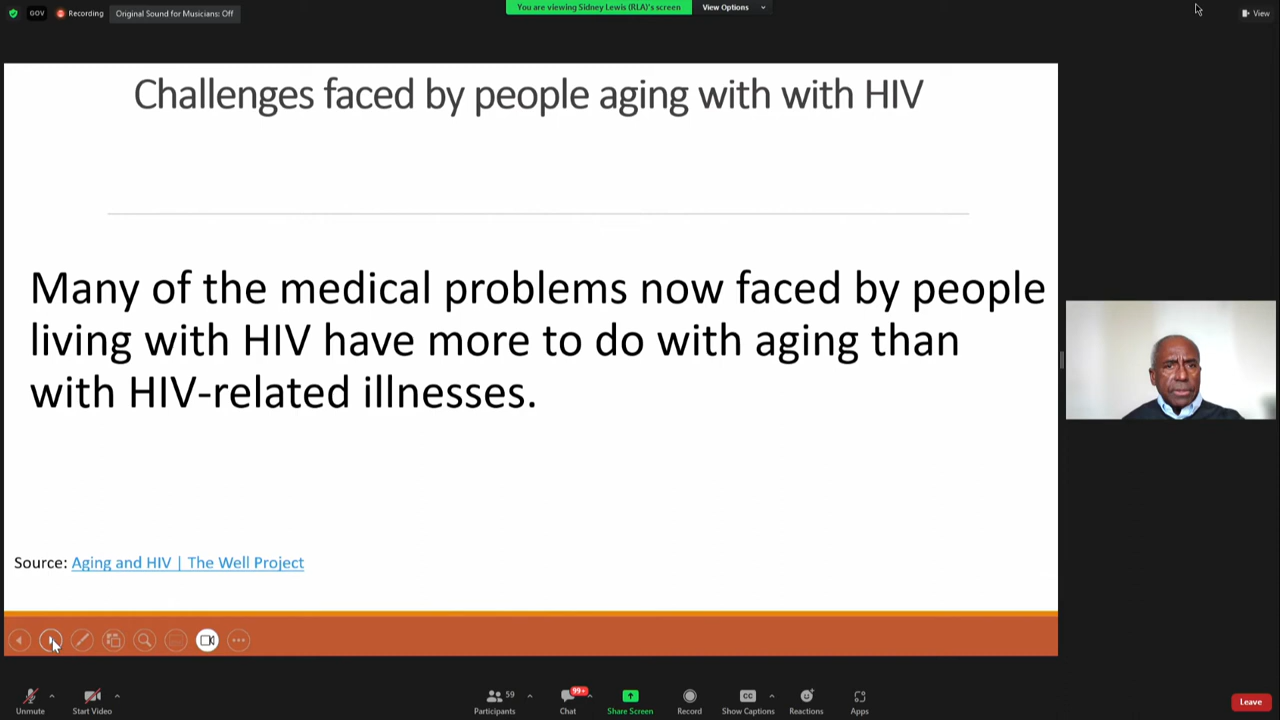 GOV
Recording
Original Sound for Musicians: Off
You are viewing Sidney Lewis (RLA)'s screen
View Options
View
Challenges faced by people aging with with HIV
Many of the medical problems now faced by people
living with HIV have more to do with aging than
with HIV-related illnesses.
Source: Aging and HIV | The Well Project
Unmute
Start Video
59
Participants
99+
Chat
Share Screen
Record
CC
Show Captions
Reactions
Apps
Leave